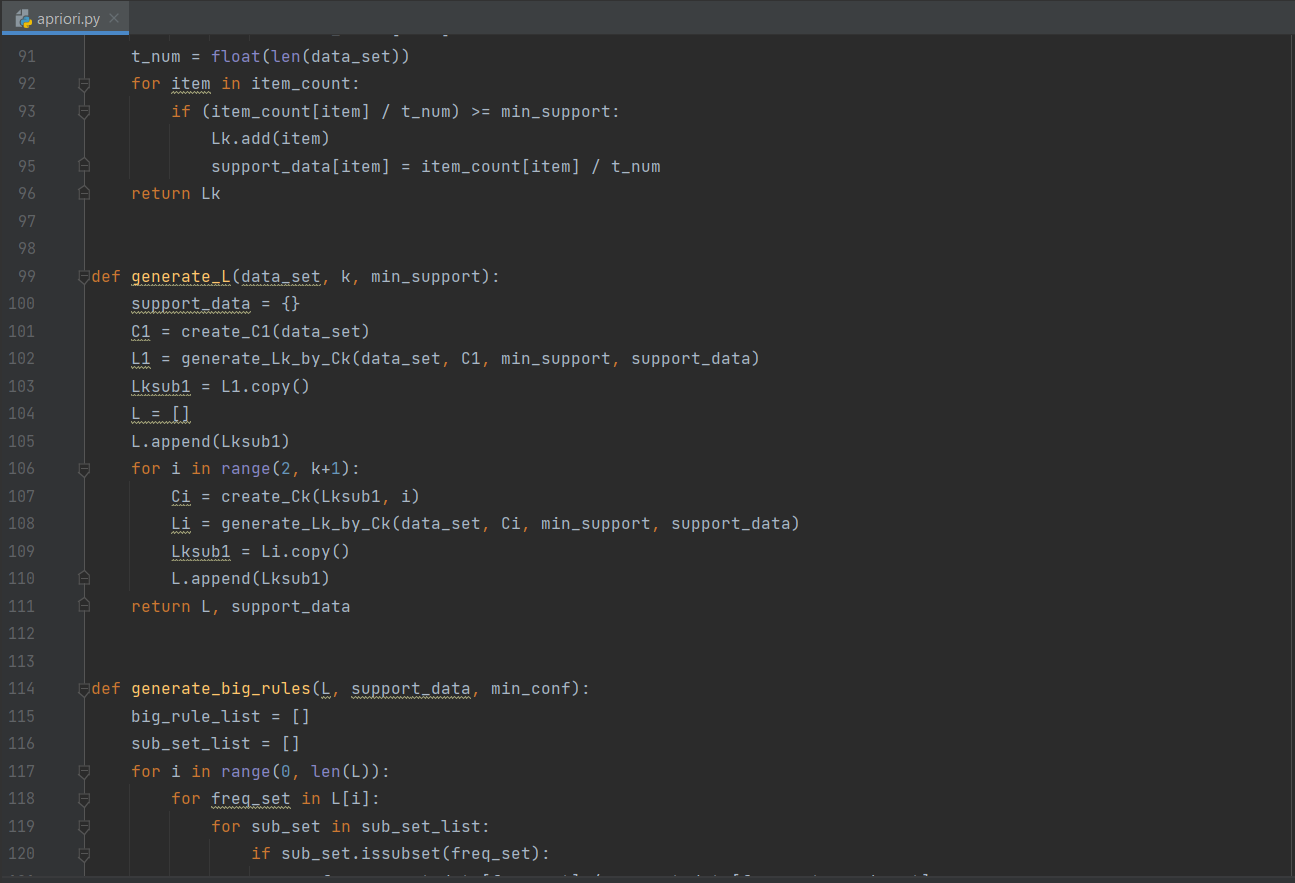 apriori.py
91 t_num = float(len(data_set))
92 for item in item_count:
93 if (item_count[item] / t_num) >= min_support:
94 Lk.add(item)
95 support_data[item] = item_count[item] / t_num
96 return Lk
97
98
99 def generate_L(data_set, k, min_support):
100 support_data = {}
101 C1 = create_C1(data_set)
102 L1 = generate_Lk_by_Ck(data_set, C1, min_support, support_data)
103 Lksub1 = L1.copy()
104 L = []
105 L.append(Lksub1)
106 for i in range(2, k+1):
107 Ci = create_Ck(Lksub1, i)
108 Li = generate_Lk_by_Ck(data_set, Ci, min_support, support_data)
109 Lksub1 = Li.copy()
110 L.append(Lksub1)
111 return L, support_data
112
113
114 def generate_big_rules(L, support_data, min_conf):
115 big_rule_list = []
116 sub_set_list = []
117 for i in range(0, len(L)):
118 for freq_set in L[i]:
119 for sub_set in sub_set_list:
120 if sub_set.issubset(freq_set):